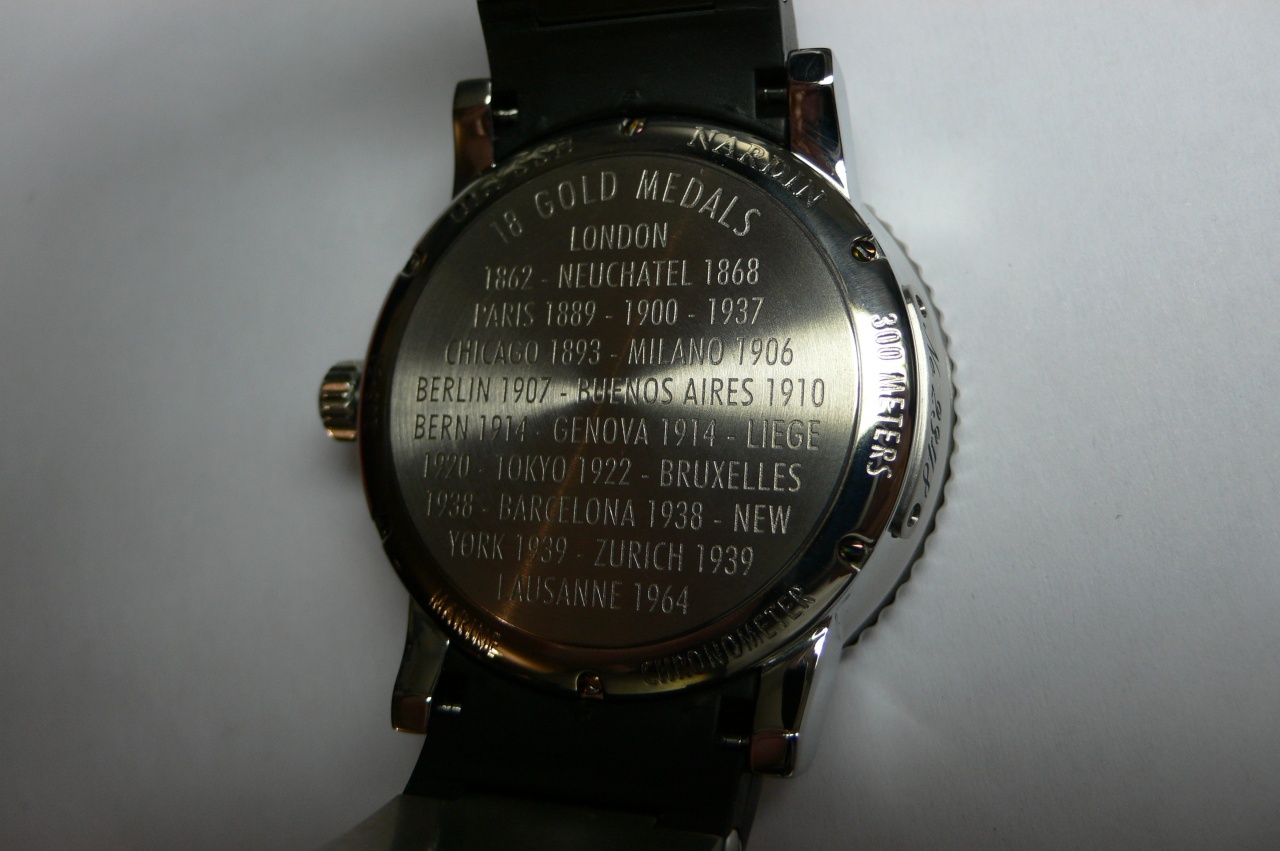 ULYSSE NARDIN
18 GOLD MEDALS
LONDON
1862 - NEUCHATEL 1868
PARIS 1889 - 1900 - 1937
CHICAGO 1893 - MILANO 1906
BERLIN 1907 - BUENOS AIRES 1910
BERN 1914 - GENOVA 1914 - LIEGE
1920 - TOKYO 1922 - BRUXELLES
1938 - BARCELONA 1938 - NEW
YORK 1939 - ZURICH 1939
LAUSANNE 1964
300 METERS
MARINE CHRONOMETER